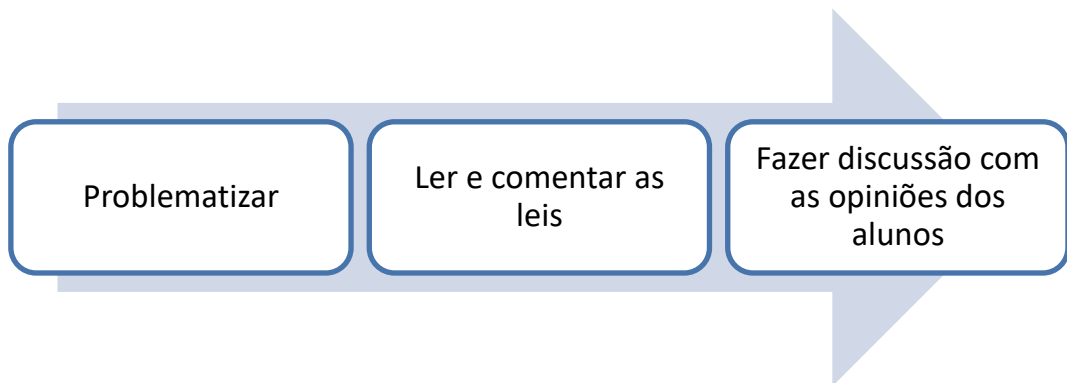 Problematizar
Ler e comentar as
leis
Fazer discussão com
as opiniões dos
alunos